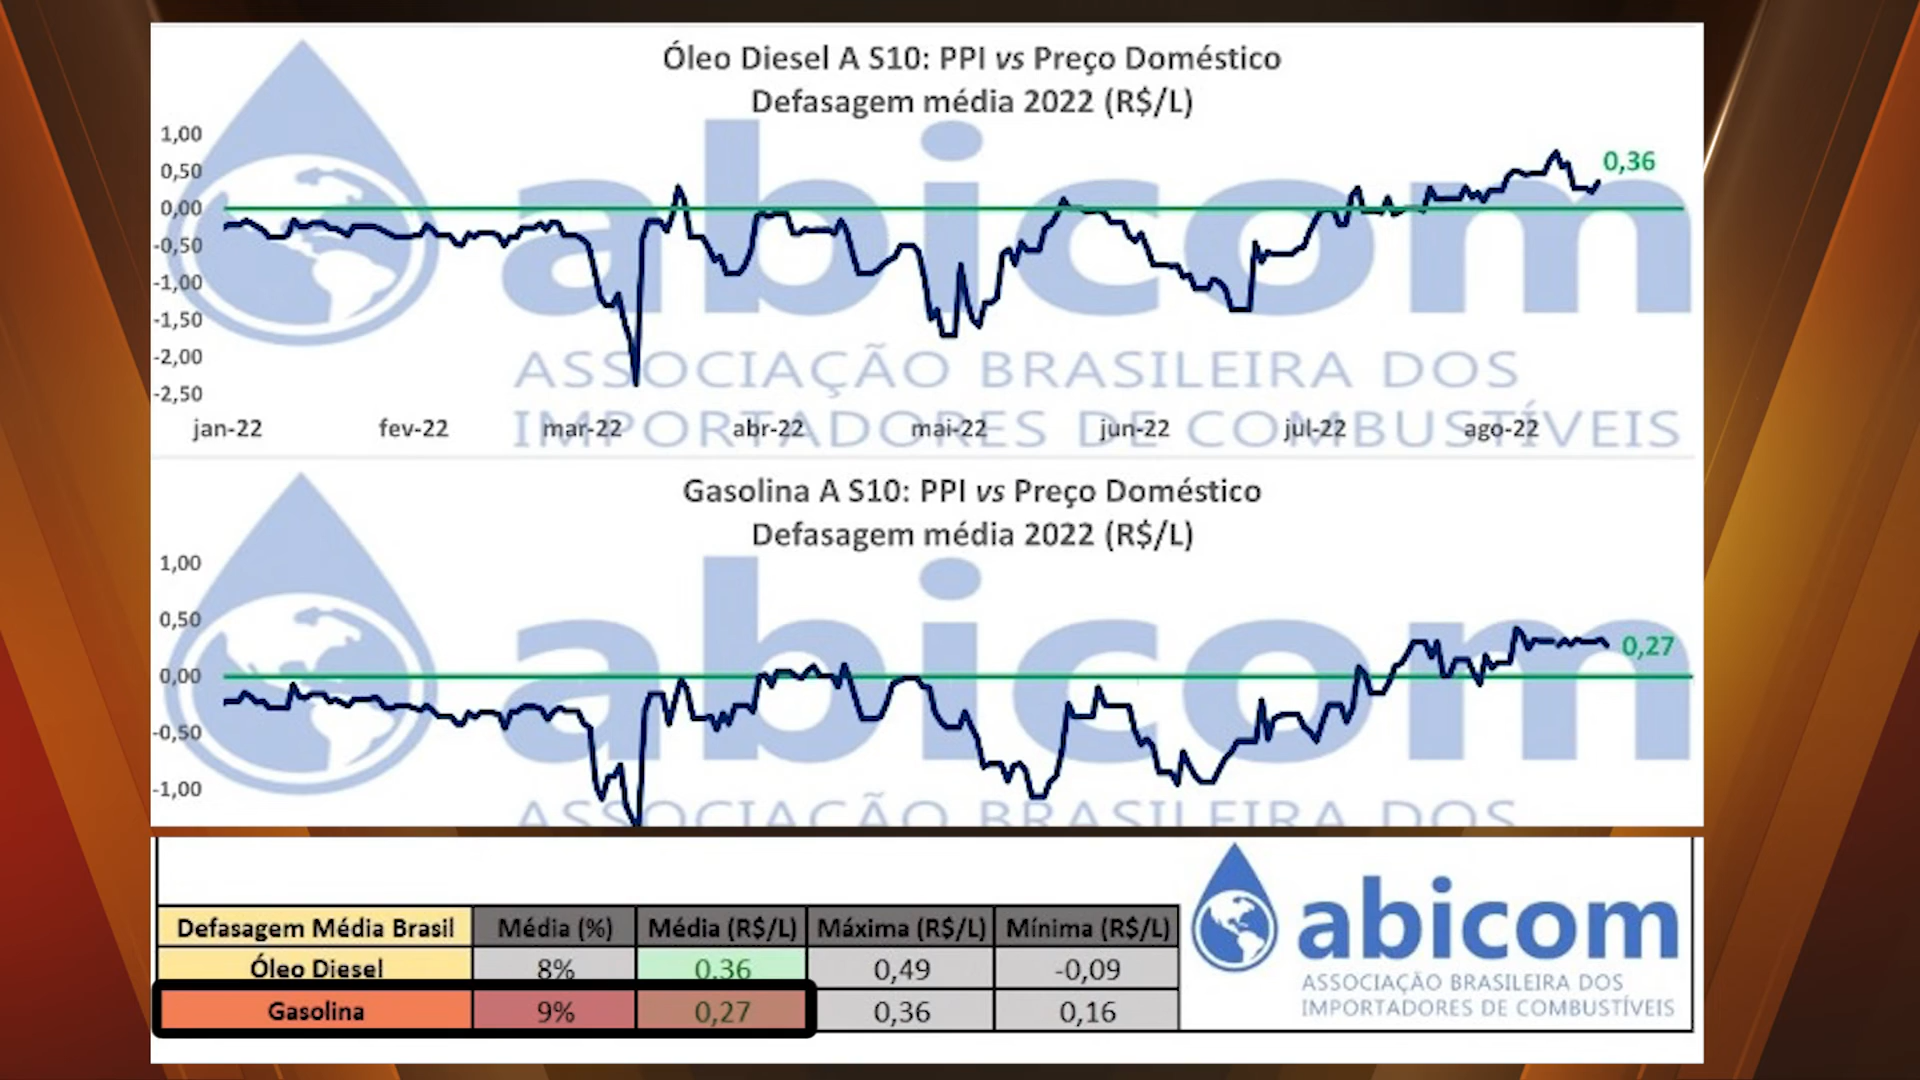 Óleo Diesel A S10: PPI vs Preço Doméstico
Defasagem média 2022 (R$/L)
abicom
ASSOCIAÇÃO BRASILEIRA DOS
IMPORTADORES DE COMBUSTÍVEIS
1,00
0,50
0,00
-0,50
-1,00
-1,50
-2,00
-2,50
0,36
jan-22 fev-22 mar-22 abr-22 mai-22 jun-22 jul-22 ago-22
Gasolina A S10: PPI vs Preço Doméstico
Defasagem média 2022 (R$/L)
abicom
ASSOCIAÇÃO BRASILEIRA DOS
1,00
0,50
0,00
-0,50
-1,00
0,27
Defasagem Média Brasil Média (%) Média (R$/L) Máxima (R$/L) Mínima (R$/L)
Óleo Diesel 8% 0,36 0,49 -0,09
Gasolina 9% 0,27 0,36 0,16
abicom
ASSOCIAÇÃO BRASILEIRA DOS
IMPORTADORES DE COMBUSTÍVEIS